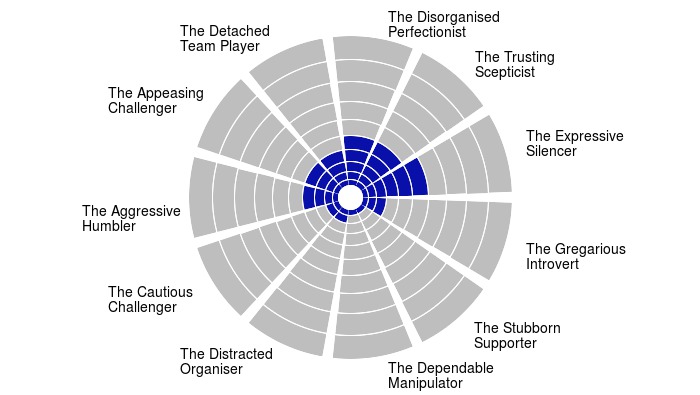 The Disorganised
Perfectionist
The Trusting
Scepticist
The Expressive
Silencer
The Gregarious
Introvert
The Stubborn
Supporter
The Dependable
Manipulator
The Distracted
Organiser
The Cautious
Challenger
The Aggressive
Humbler
The Appeasing
Challenger
The Detached
Team Player